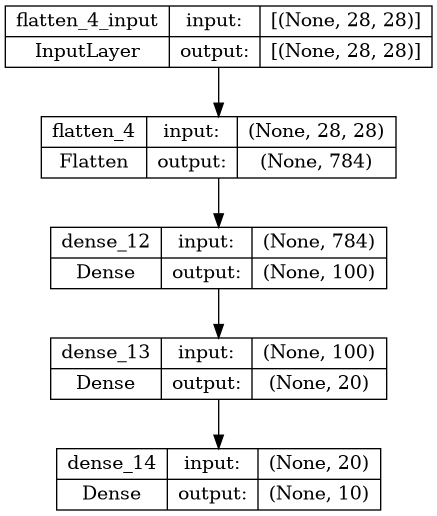 flatten_4_input input: [(None, 28, 28)]
InputLayer output: [(None, 28, 28)]
flatten_4 input: (None, 28, 28)
Flatten output: (None, 784)
dense_12 input: (None, 784)
Dense output: (None, 100)
dense_13 input: (None, 100)
Dense output: (None, 20)
dense_14 input: (None, 20)
Dense output: (None, 10)